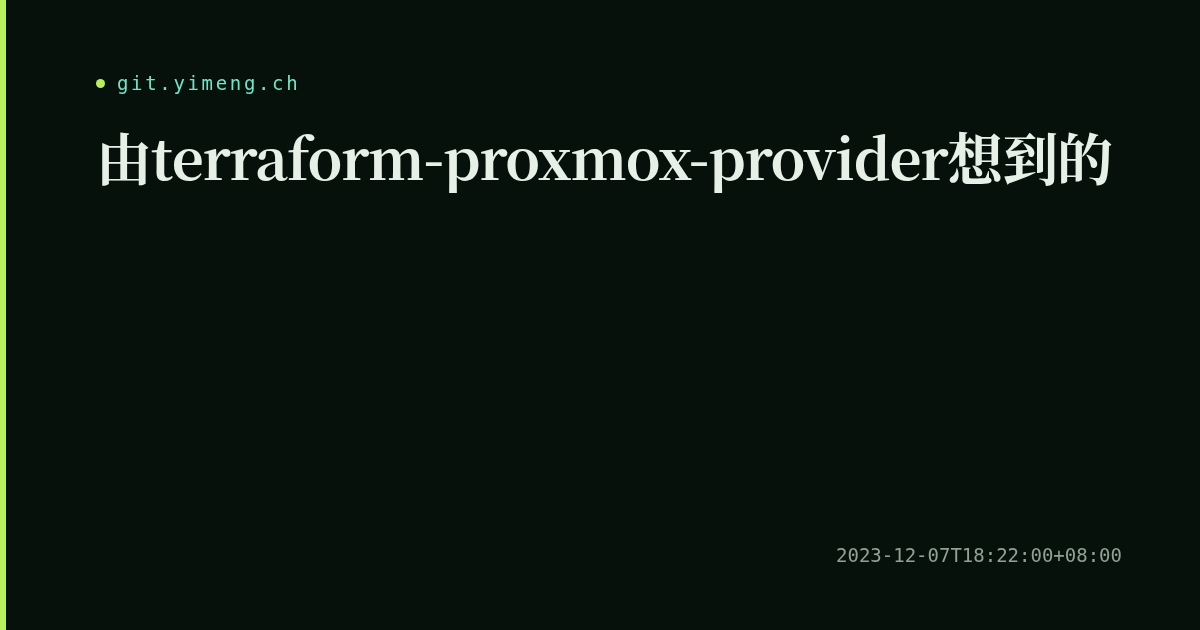 git.yimeng.ch
由terraform-proxmox-provider想到的
2023-12-07T18:22:00+08:00